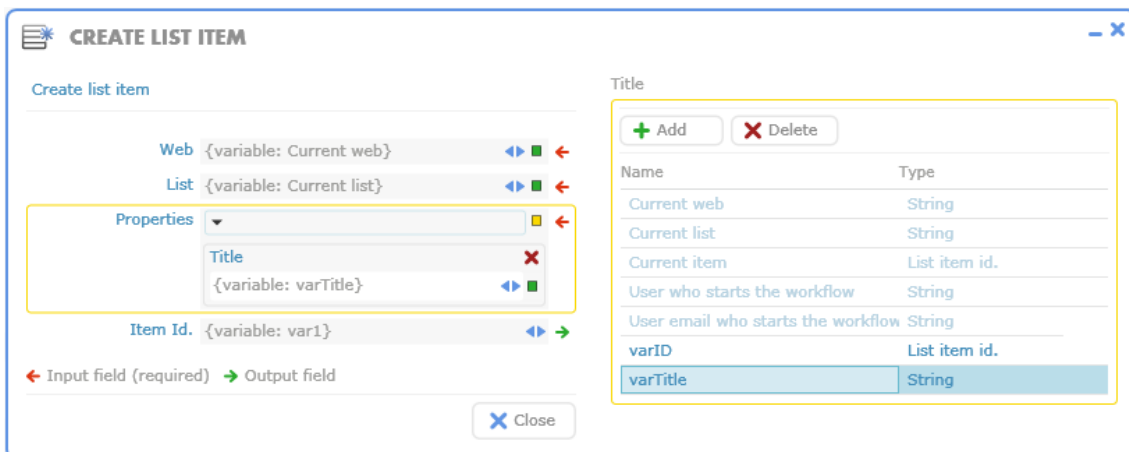 CREATE LIST ITEM
Create list item
Web {variable: Current web}
List {variable: Current list}
Properties
Title
{variable: varTitle}
Item Id. {variable: var1}
Input field (required) Output field
Close
Title
Add Delete
Name Type
Current web String
Current list String
Current item List item id.
User who starts the workflow String
User email who starts the workflow String
varID List item id.
varTitle String